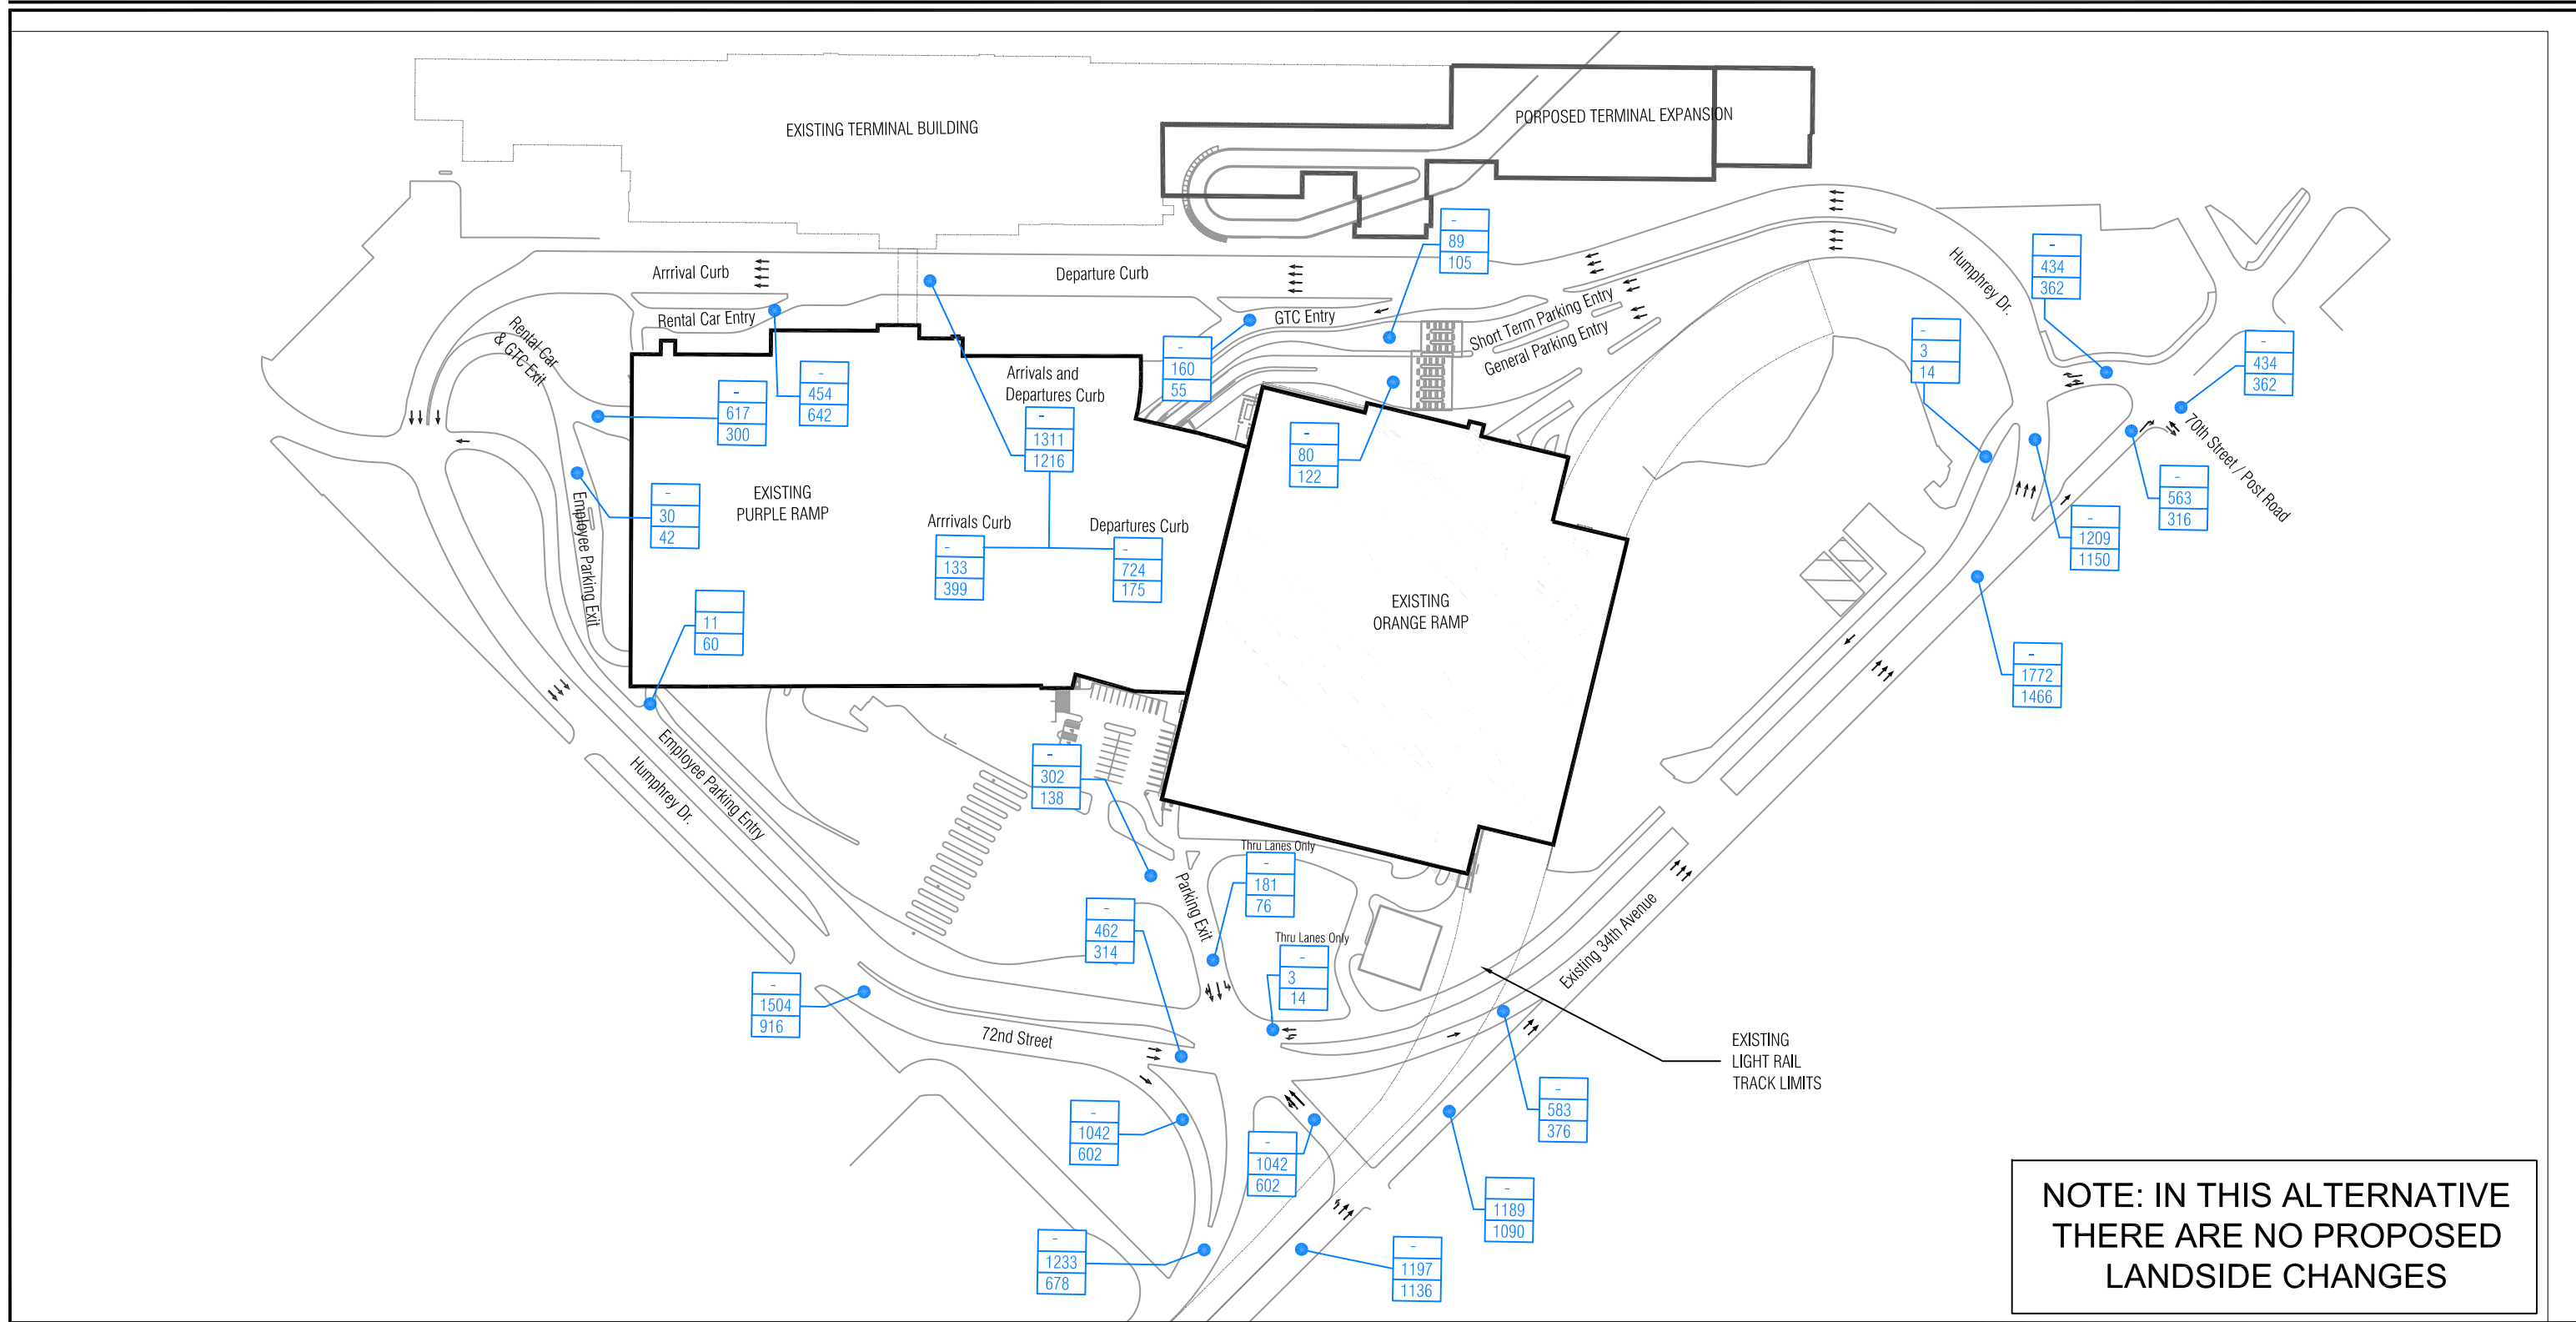 EXISTING TERMINAL BUILDING
PORPOSED TERMINAL EXPANSION
-
89
105
-
434
362
Humphrey Dr.
Arrrival Curb
Departure Curb
Rental Car Entry
GTC Entry
Short Term Parking Entry
General Parking Entry
-
3
14
-
434
362
Rental Car
& GTC Exit
-
160
55
-
454
642
-
617
300
Arrivals and
Departures Curb
-
1311
1216
-
80
122
70th Street / Post Road
-
563
316
-
30
42
EXISTING
PURPLE RAMP
Employee Parking Exit
Arrrivals Curb
-
133
399
Departures Curb
-
724
175
-
1209
1150
11
60
EXISTING
ORANGE RAMP
-
1772
1466
Employee Parking Entry
Humphrey Dr.
-
302
138
Thru Lanes Only
-
181
76
Parking Exit
-
462
314
Thru Lanes Only
-
3
14
Existing 34th Avenue
-
1504
916
72nd Street
EXISTING
LIGHT RAIL
TRACK LIMITS
-
583
376
-
1042
602
-
1042
602
-
1189
1090
-
1233
678
-
1197
1136
NOTE: IN THIS ALTERNATIVE
THERE ARE NO PROPOSED
LANDSIDE CHANGES